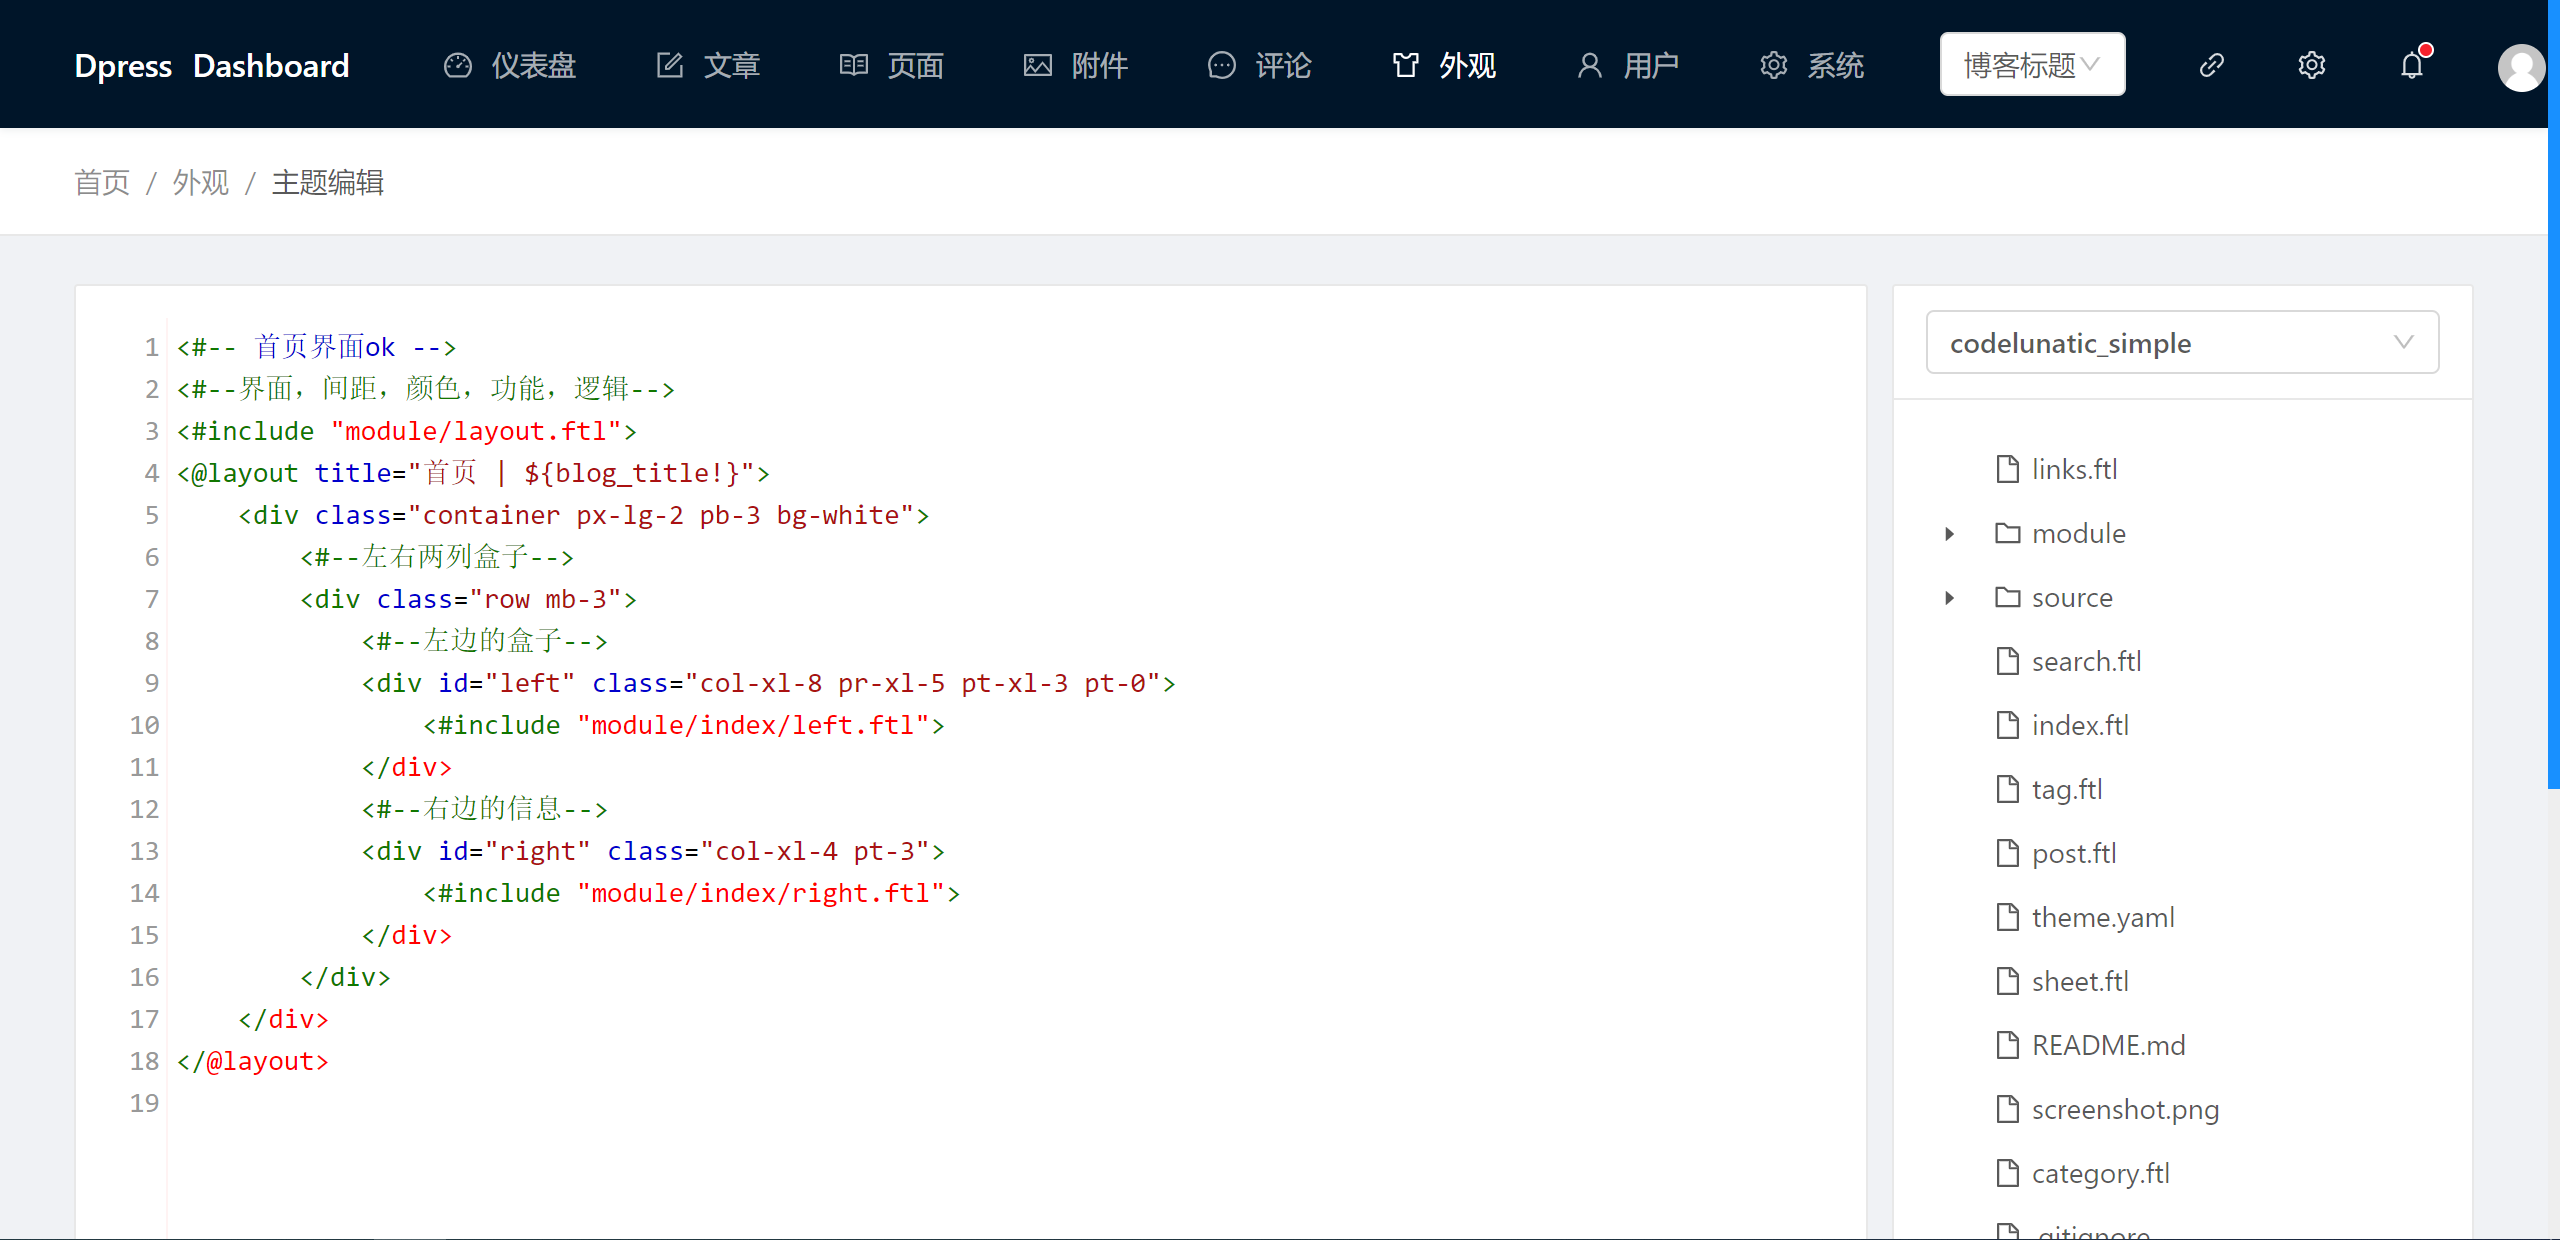 Dpress Dashboard 仪表盘 文章 页面 附件 评论 外观 用户 系统 博客标题
首页 / 外观 / 主题编辑
1 <#-- 首页界面ok -->
2 <#--界面，间距，颜色，功能，逻辑-->
3 <#include "module/layout.ftl">
4 <@layout title="首页 | ${blog_title!}">
5 <div class="container px-lg-2 pb-3 bg-white">
6 <#--左右两列盒子-->
7 <div class="row mb-3">
8 <#--左边的盒子-->
9 <div id="left" class="col-xl-8 pr-xl-5 pt-xl-3 pt-0">
10 <#include "module/index/left.ftl">
11 </div>
12 <#--右边的信息-->
13 <div id="right" class="col-xl-4 pt-3">
14 <#include "module/index/right.ftl">
15 </div>
16 </div>
17 </div>
18 </@layout>
19
codelunatic_simple
links.ftl
module
source
search.ftl
index.ftl
tag.ftl
post.ftl
theme.yaml
sheet.ftl
README.md
screenshot.png
category.ftl
.gitignore